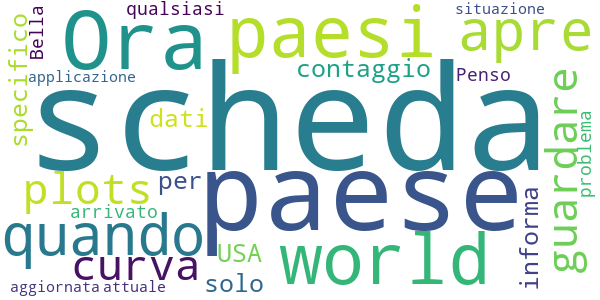 qualsiasi
situazione
specifico
Bella
Ora
paesi
apre
applicazione
contaggio
Penso
scheda
dati
guardare
problema
plots
per
paese
arrivato
quando
USA
world
informa
curva
solo
aggiornata
attuale